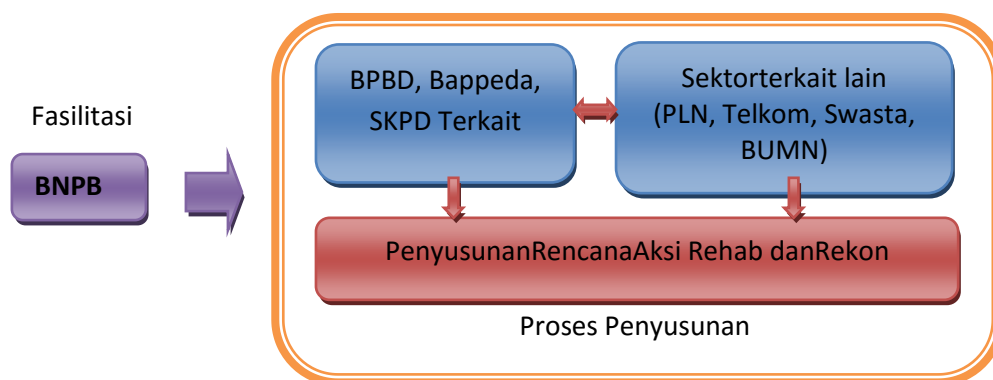 Fasilitasi
BNPB
BPBD, Bappeda,
SKPD Terkait
Sektorterkait lain
(PLN, Telkom, Swasta,
BUMN)
PenyusunanRencanaAksi Rehab danRekon
Proses Penyusunan